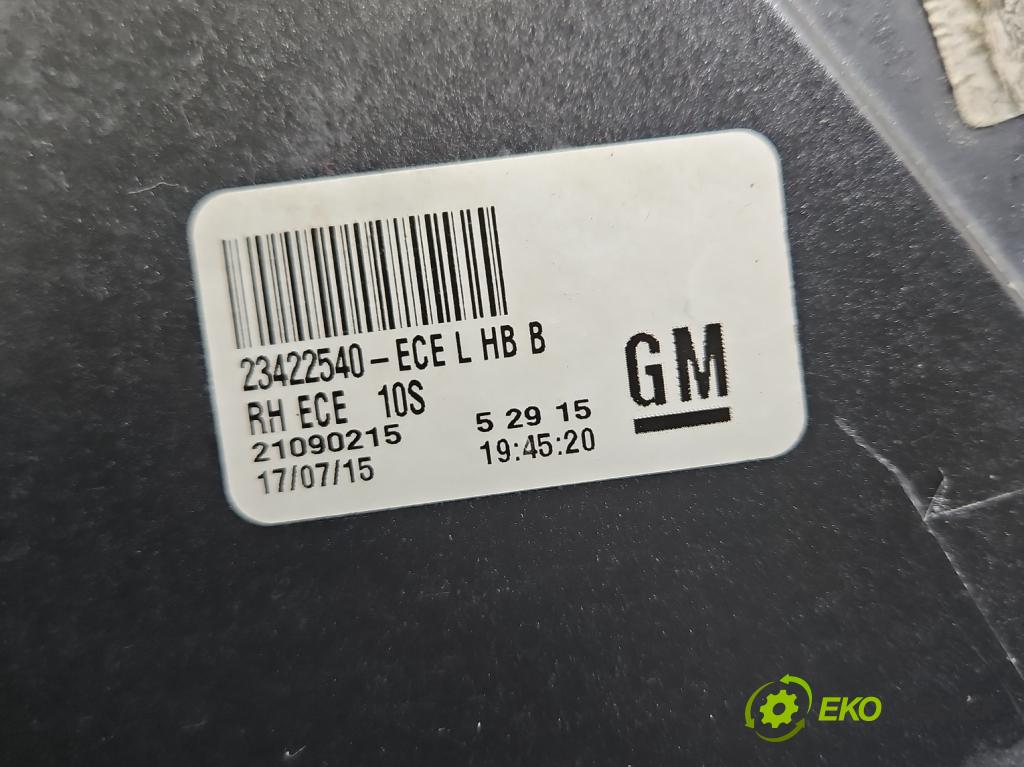 23422540-ECE L HB B
RH ECE 10S
21090215 5 29 15
17/07/15 19:45:20
GM
EKO